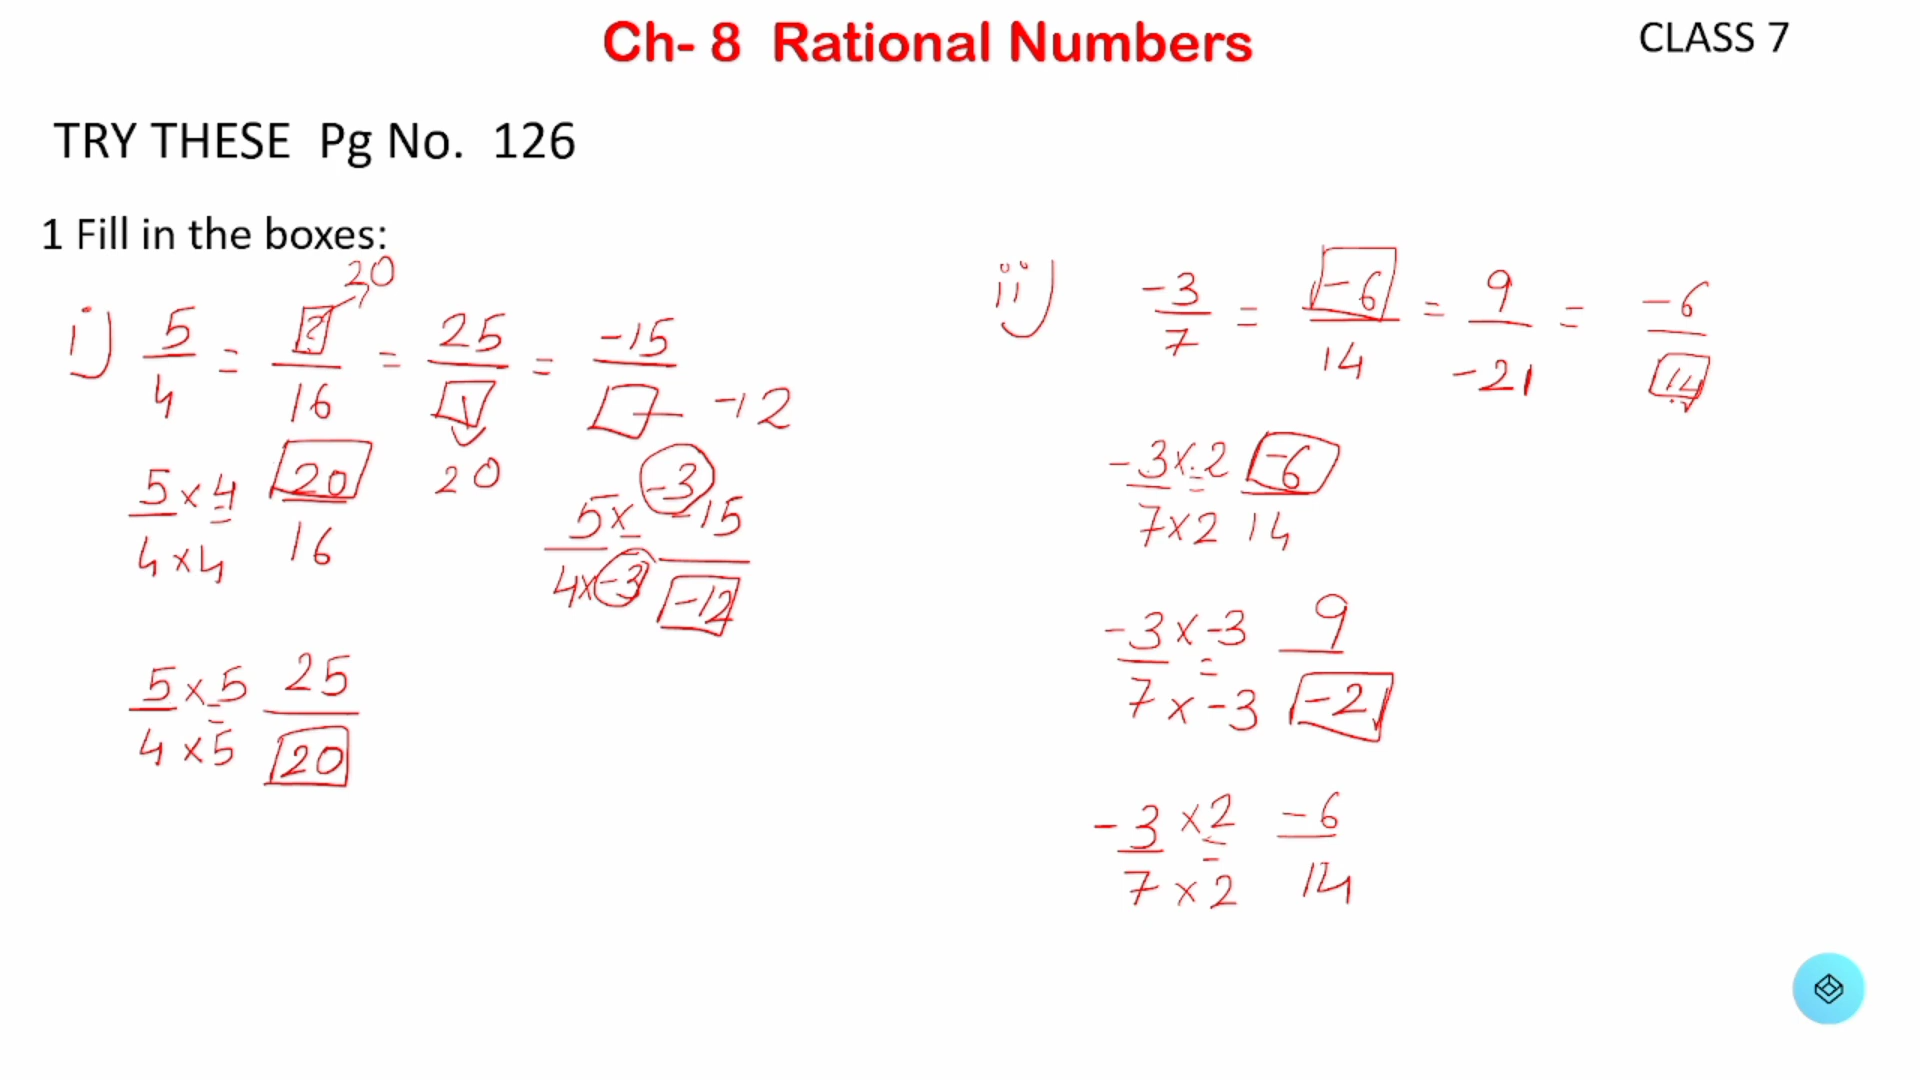 Ch- 8 Rational Numbers
CLASS 7
TRY THESE Pg No. 126
1 Fill in the boxes:
i) 5/4 = ?/16 = 25/□ = -15/□
20
20
-12
5/4 × 4/4 = 20/16
5/4 × -3/-3 = -15/-12
5/4 × 5/5 = 25/20
ii) -3/7 = -6/14 = 9/-21 = -6/14
-3/7 × 2/2 = -6/14
-3/7 × -3/-3 = 9/-21
-3/7 × 2/2 = -6/14